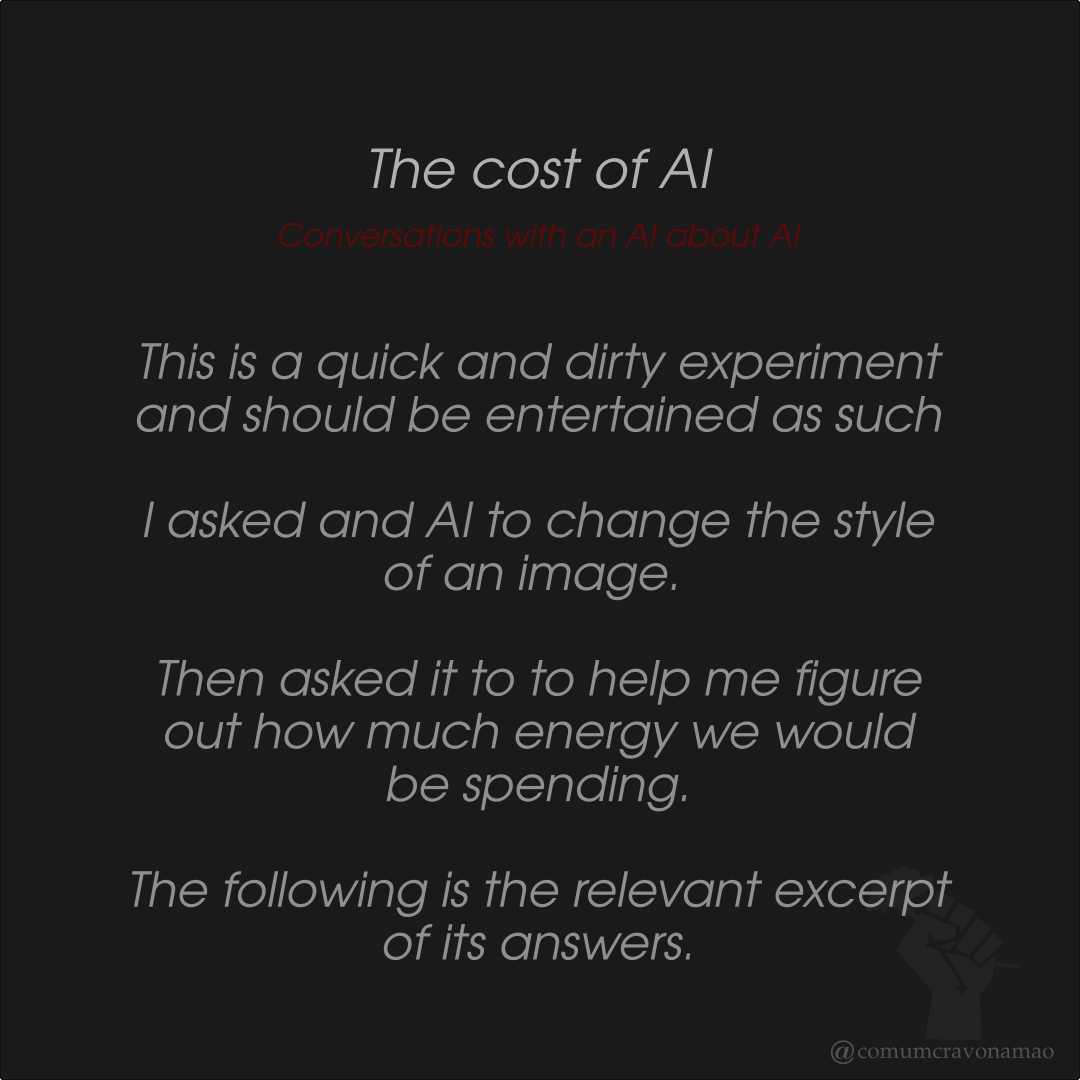 The cost of AI
Conversations with an AI about AI
This is a quick and dirty experiment
and should be entertained as such
I asked and AI to change the style
of an image.
Then asked it to to help me figure
out how much energy we would
be spending.
The following is the relevant excerpt
of its answers.
@comumcravonamao